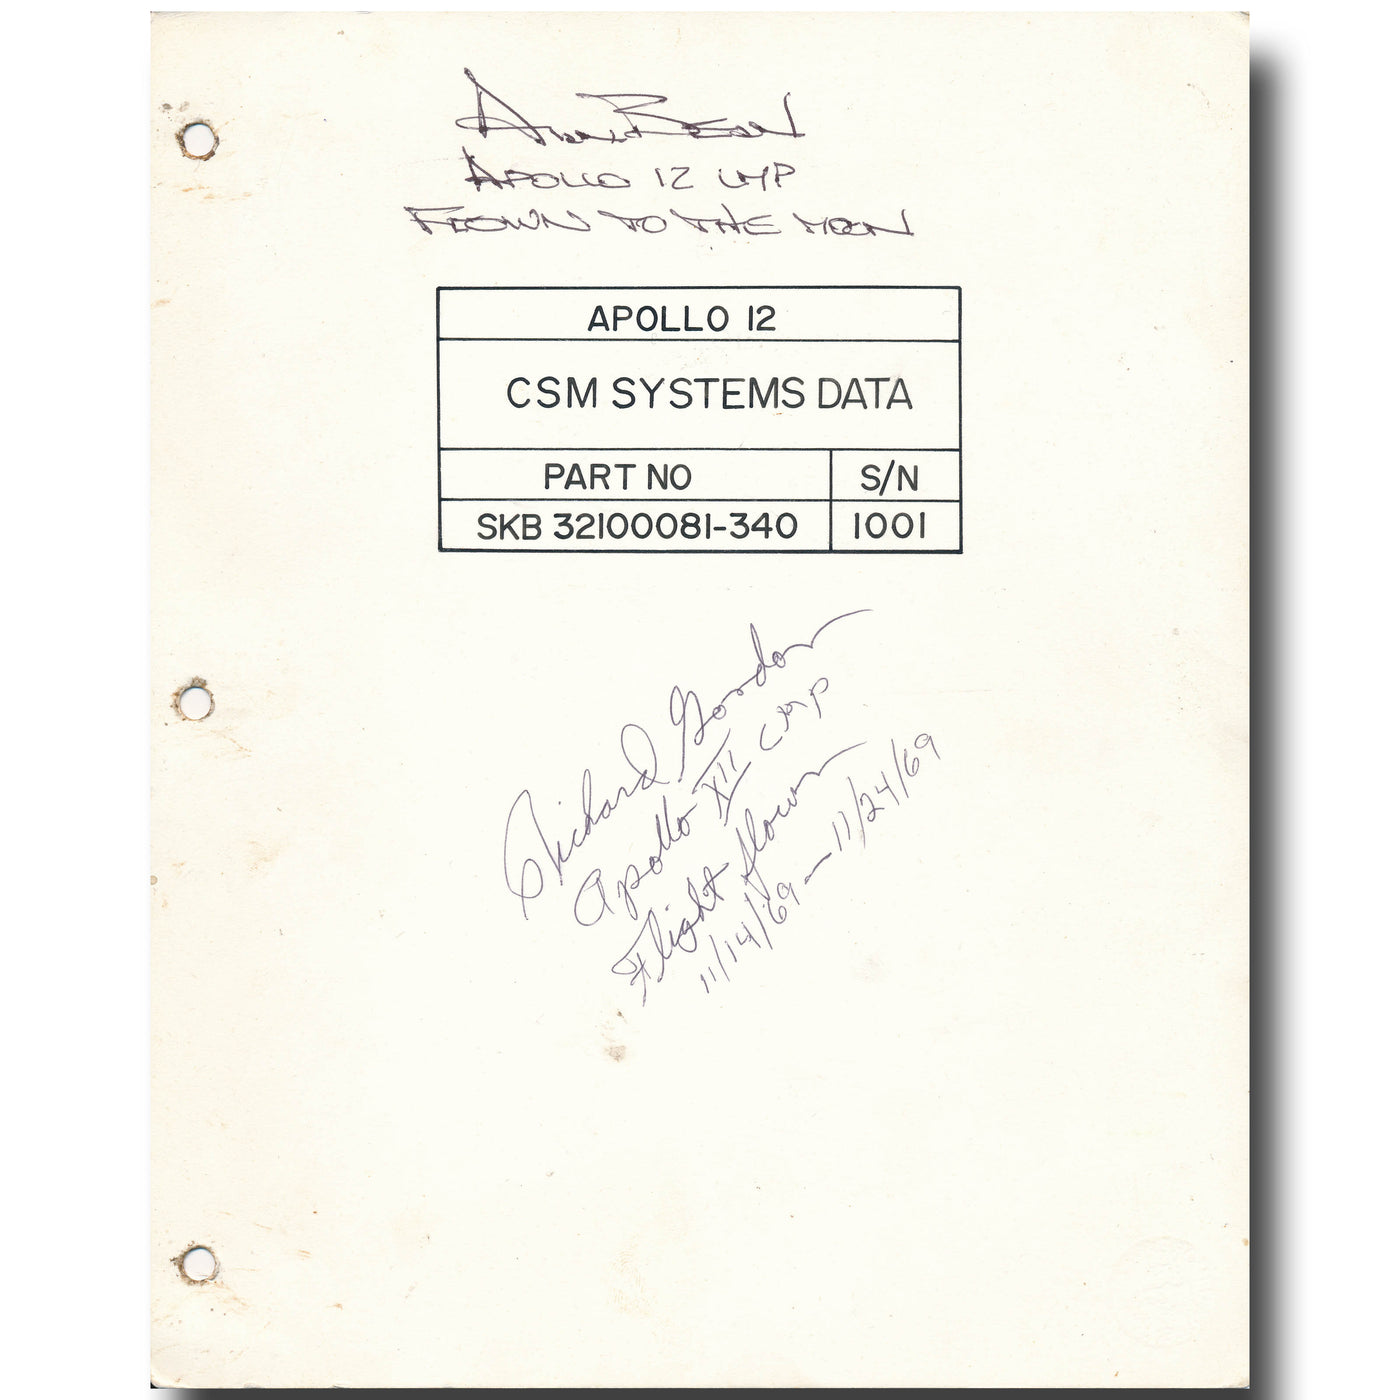 Alan Bean
APOLLO 12 LMP
FLOWN TO THE MOON
APOLLO 12
CSM SYSTEMS DATA
PART NO S/N
SKB 32100081-340 1001
Richard Gordon
Apollo XII CMP
Flight flown
11/14/69 – 11/24/69